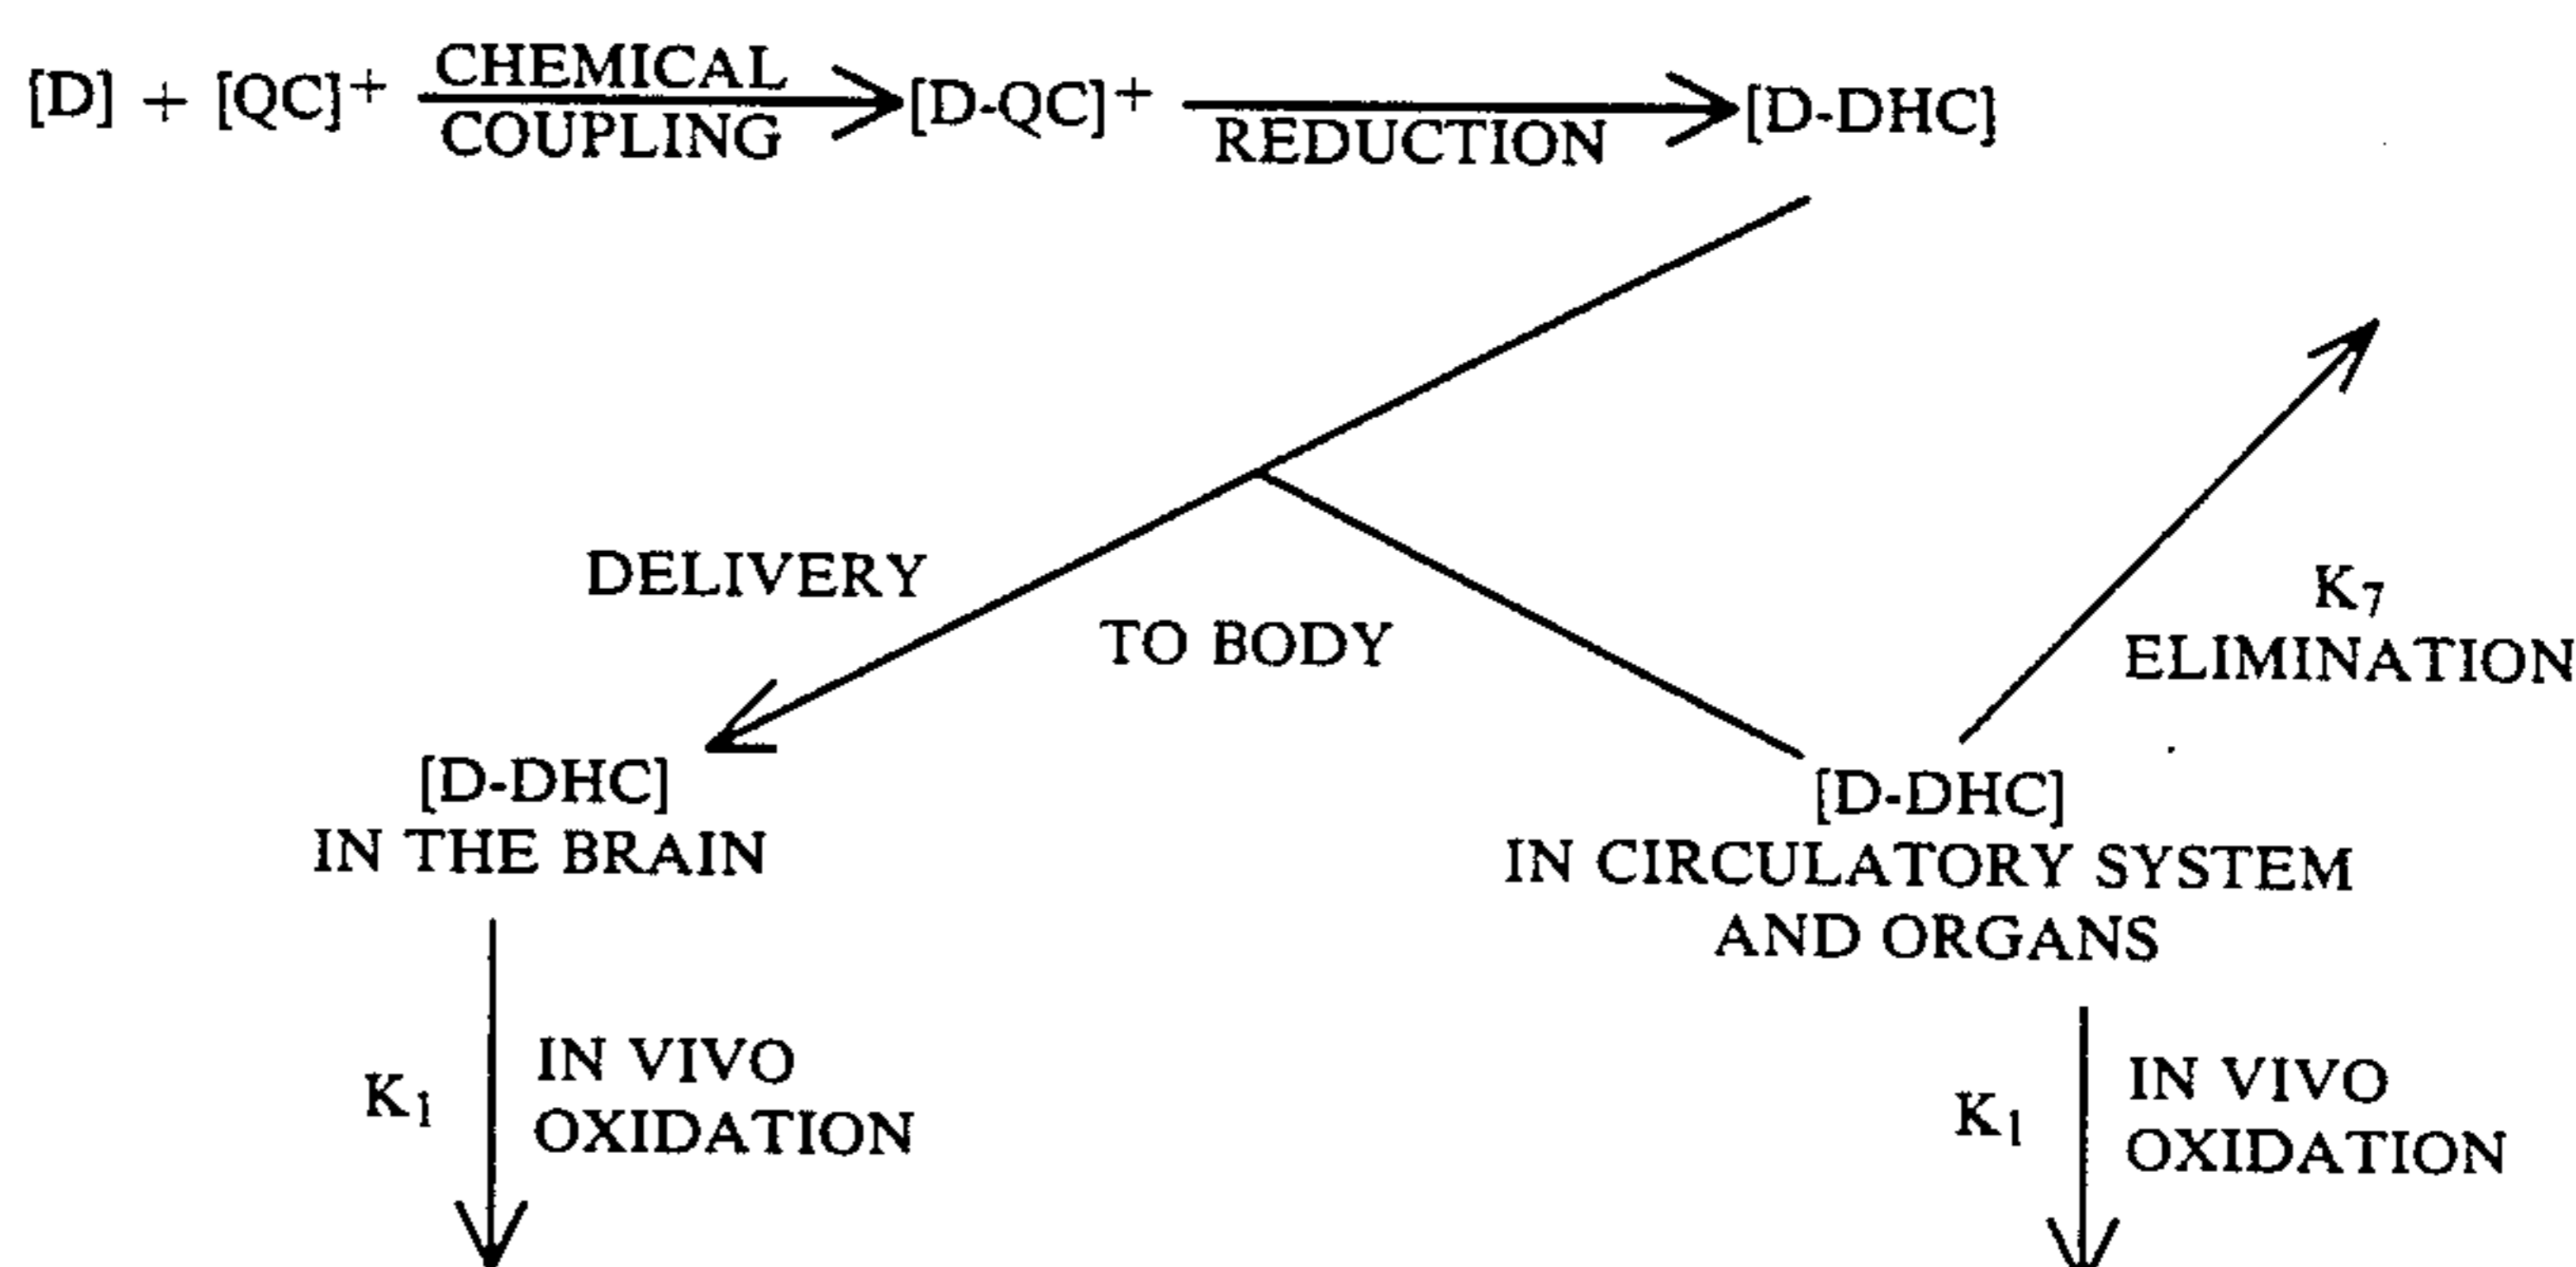 [D] + [QC]+ CHEMICAL COUPLING [D-QC]+ REDUCTION [D-DHC]
DELIVERY
TO BODY
K7
ELIMINATION
[D-DHC]
IN THE BRAIN
[D-DHC]
IN CIRCULATORY SYSTEM
AND ORGANS
K1
IN VIVO
OXIDATION
K1
IN VIVO
OXIDATION